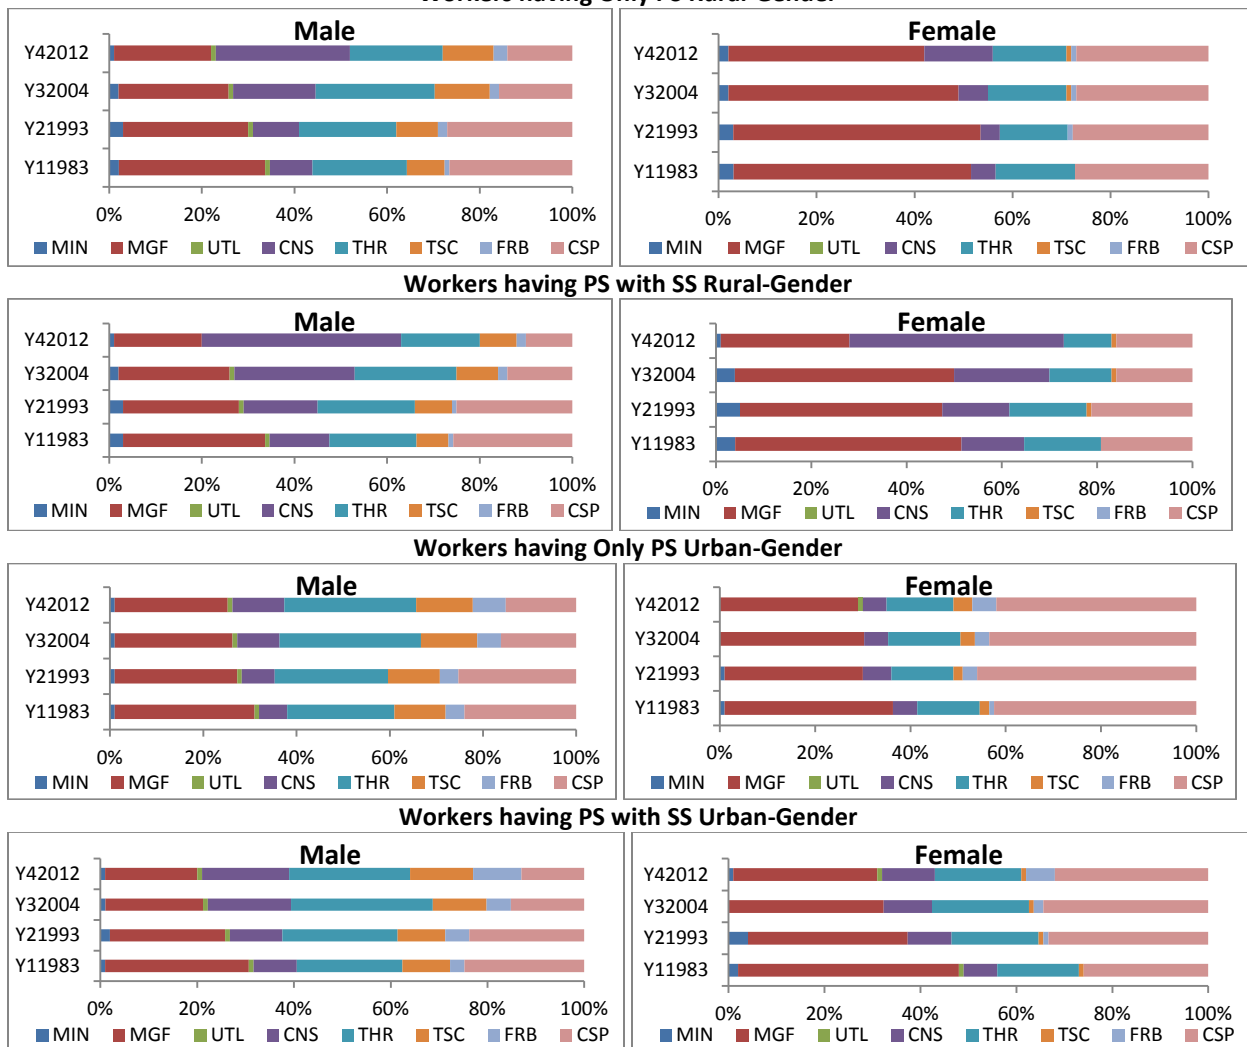 Workers having Only PS Rural-Gender
Male
Y42012
Y32004
Y21993
Y11983
0% 20% 40% 60% 80% 100%
MIN MGF UTL CNS THR TSC FRB CSP
Female
Y42012
Y32004
Y21993
Y11983
0% 20% 40% 60% 80% 100%
MIN MGF UTL CNS THR TSC FRB CSP
Workers having PS with SS Rural-Gender
Male
Y42012
Y32004
Y21993
Y11983
0% 20% 40% 60% 80% 100%
MIN MGF UTL CNS THR TSC FRB CSP
Female
Y42012
Y32004
Y21993
Y11983
0% 20% 40% 60% 80% 100%
MIN MGF UTL CNS THR TSC FRB CSP
Workers having Only PS Urban-Gender
Male
Y42012
Y32004
Y21993
Y11983
0% 20% 40% 60% 80% 100%
MIN MGF UTL CNS THR TSC FRB CSP
Female
Y42012
Y32004
Y21993
Y11983
0% 20% 40% 60% 80% 100%
MIN MGF UTL CNS THR TSC FRB CSP
Workers having PS with SS Urban-Gender
Male
Y42012
Y32004
Y21993
Y11983
0% 20% 40% 60% 80% 100%
MIN MGF UTL CNS THR TSC FRB CSP
Female
Y42012
Y32004
Y21993
Y11983
0% 20% 40% 60% 80% 100%
MIN MGF UTL CNS THR TSC FRB CSP